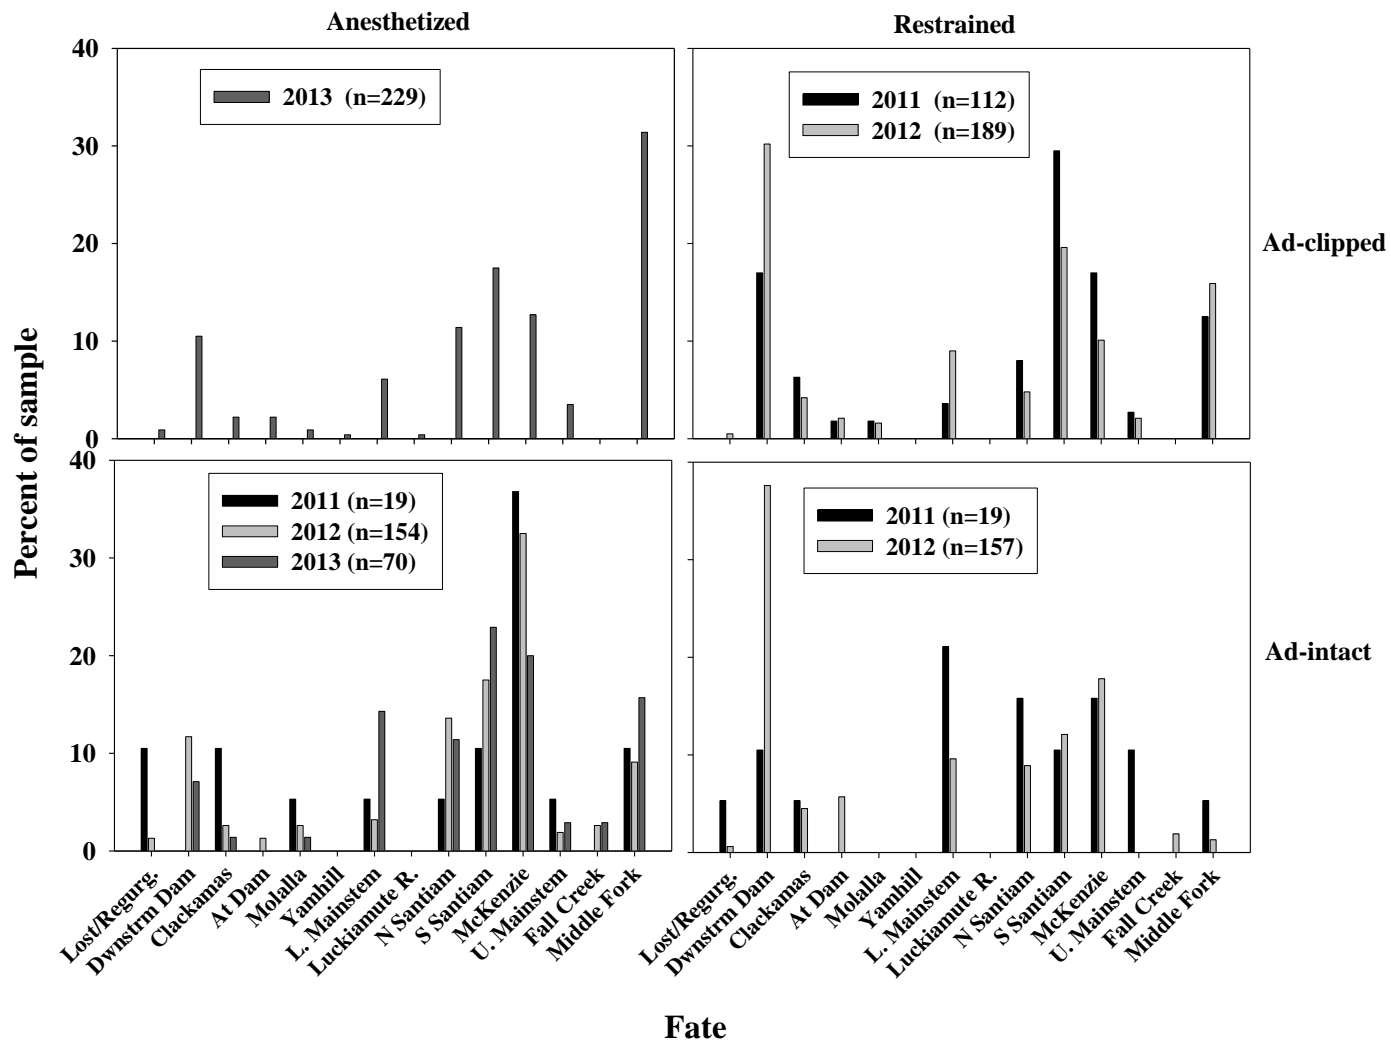 Anesthetized
Restrained
40
30
20
10
0
2013 (n=229)
2011 (n=112)
2012 (n=189)
Ad-clipped
Percent of sample
40
30
20
10
0
2011 (n=19)
2012 (n=154)
2013 (n=70)
2011 (n=19)
2012 (n=157)
Ad-intact
Lost/Regurg.
Dwnstrm Dam
Clackamas
At Dam
Molalla
Yamhill
L. Mainstem
Luckiamute R.
N Santiam
S Santiam
McKenzie
U. Mainstem
Fall Creek
Middle Fork
Lost/Regurg.
Dwnstrm Dam
Clackamas
At Dam
Molalla
Yamhill
L. Mainstem
Luckiamute R.
N Santiam
S Santiam
McKenzie
U. Mainstem
Fall Creek
Middle Fork
Fate